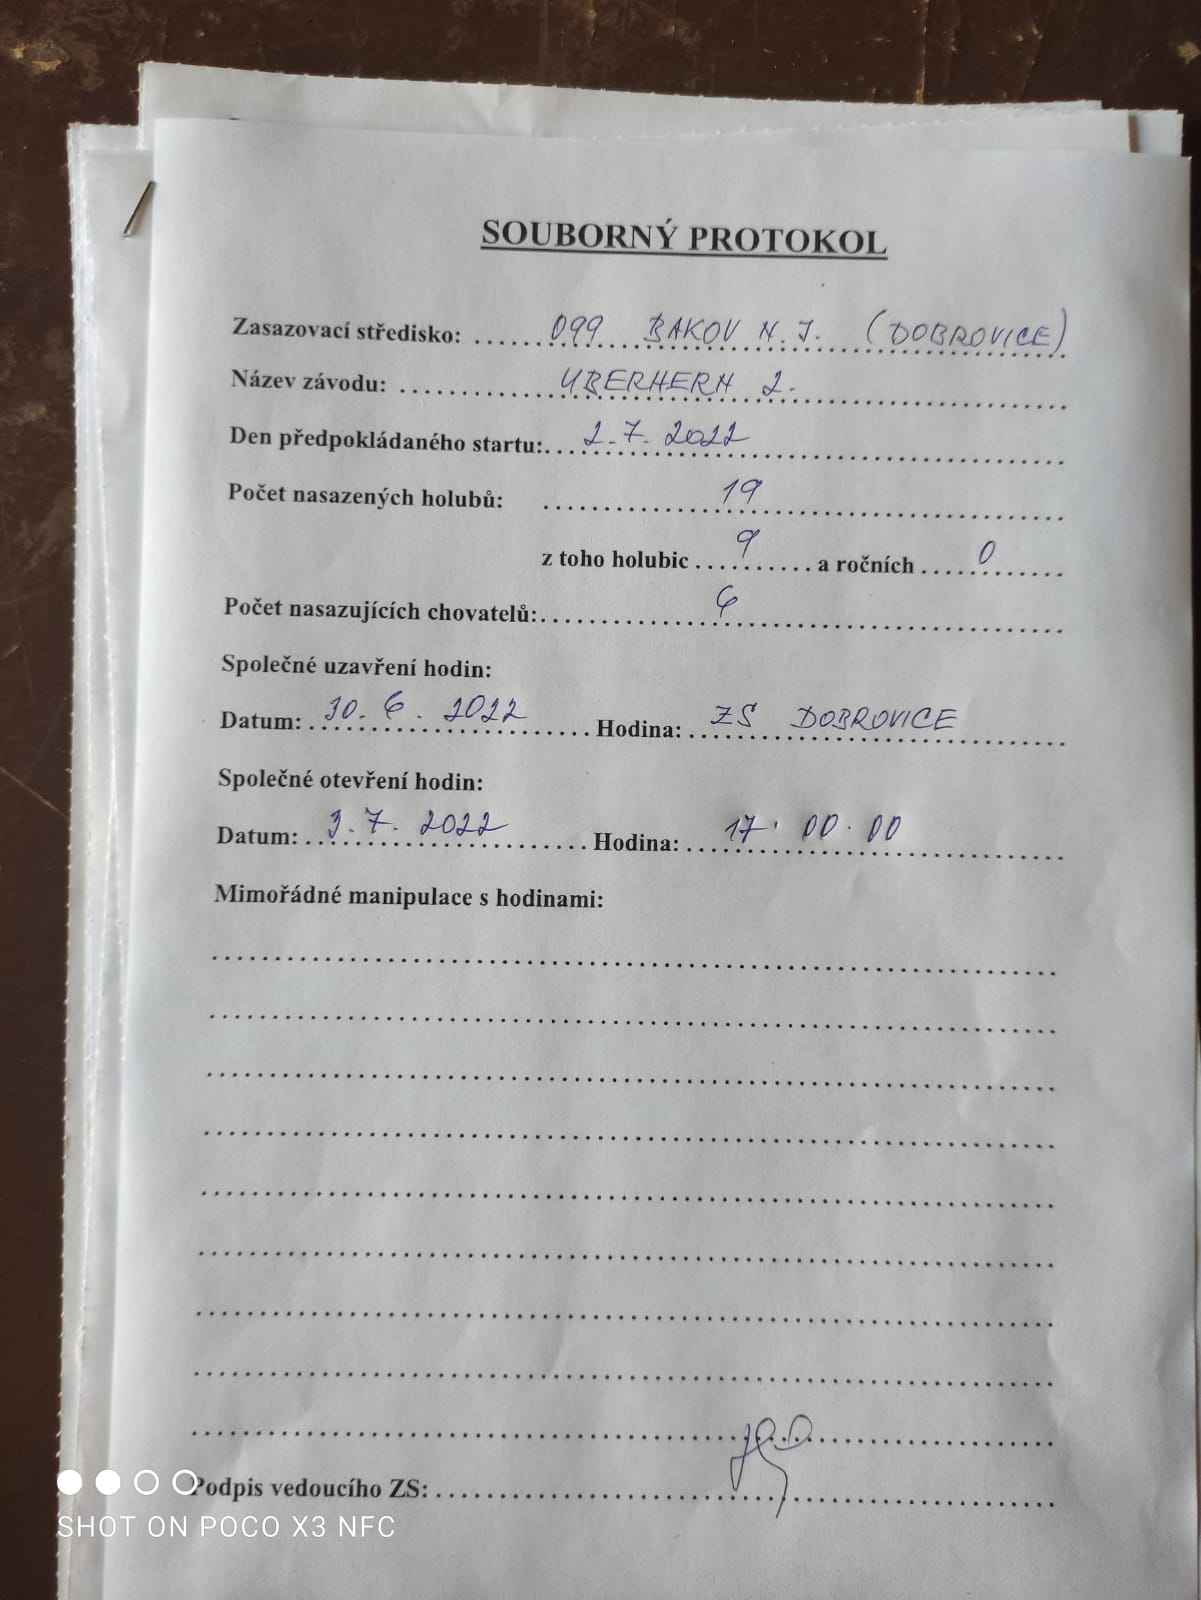 SOUBORNÝ PROTOKOL
Zasazovací středisko: 099 BAKOV N. J. (DOBROVICE)
Název závodu: UBERHERN 2.
Den předpokládaného startu: 2. 7. 2022
Počet nasazených holubů: 19
z toho holubic 9 a ročních 0
Počet nasazujících chovatelů: 6
Společné uzavření hodin:
Datum: 30. 6. 2022 Hodina: ZS DOBROVICE
Společné otevření hodin:
Datum: 3. 7. 2022 Hodina: 17 00 00
Mimořádné manipulace s hodinami:
Podpis vedoucího ZS:
SHOT ON POCO X3 NFC